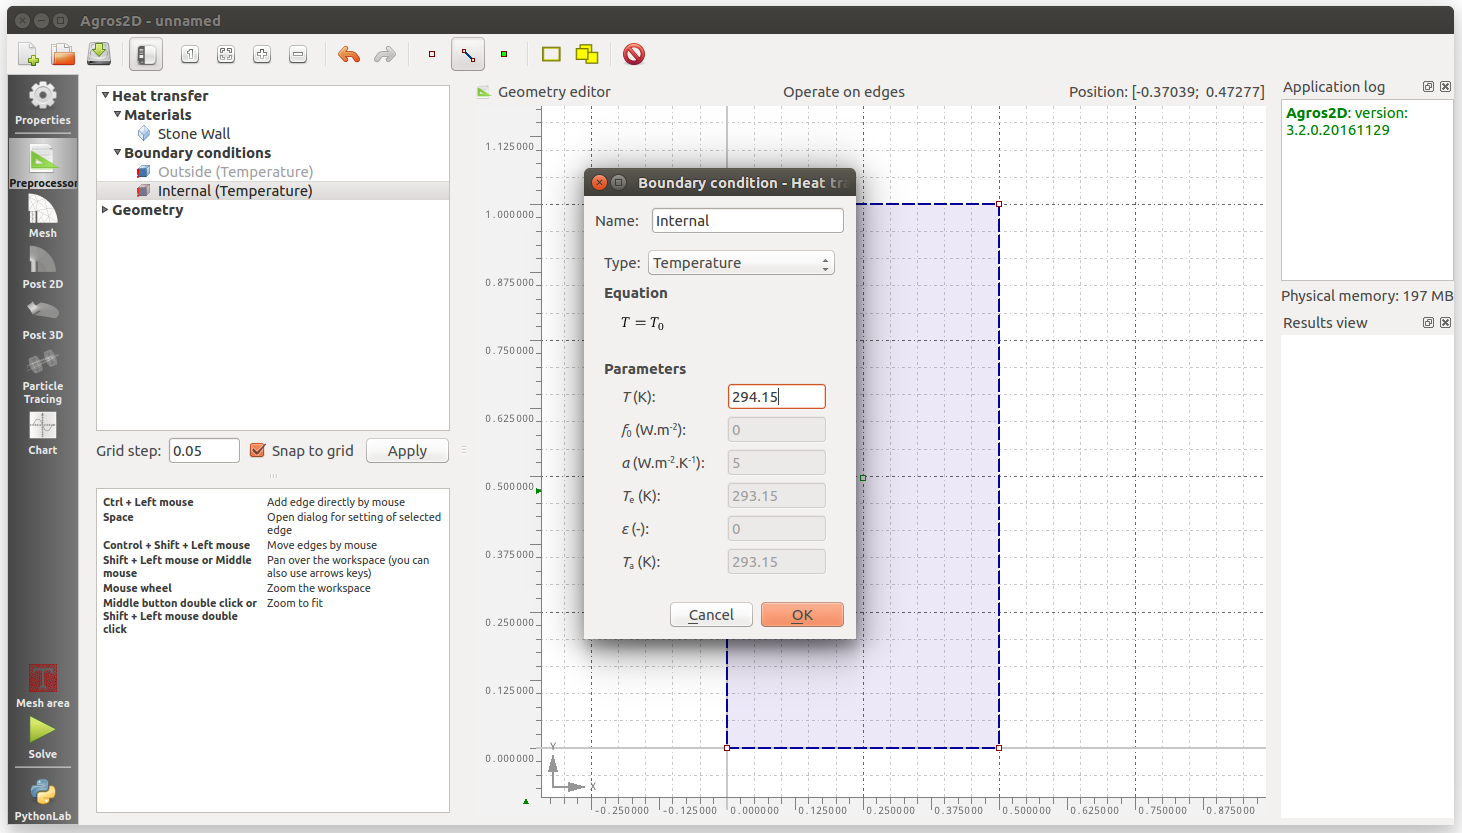 Agros2D - unnamed
Properties
Preprocessor
Mesh
Post 2D
Post 3D
Particle
Tracing
Chart
Mesh area
Solve
PythonLab
Heat transfer
Materials
Stone Wall
Boundary conditions
Outside (Temperature)
Internal (Temperature)
Geometry
Grid step: 0.05 Snap to grid Apply
Ctrl + Left mouse Add edge directly by mouse
Space Open dialog for setting of selected
edge
Control + Shift + Left mouse Move edges by mouse
Shift + Left mouse or Middle Pan over the workspace (you can
mouse also use arrows keys)
Mouse wheel Zoom the workspace
Middle button double click or Zoom to fit
Shift + Left mouse double
click
Geometry editor Operate on edges Position: [-0.37039; 0.47277]
1.125000
1.000000
0.875000
0.750000
0.625000
0.500000
0.375000
0.250000
0.125000
0.000000
Y
X
-0.250000 -0.125000 0.000000 0.125000 0.250000 0.375000 0.500000 0.625000 0.750000 0.875000
Boundary condition - Heat tra
Name: Internal
Type: Temperature
Equation
T = T0
Parameters
T (K): 294.15
f0 (W.m-2): 0
a (W.m-2.K-1): 5
Te (K): 293.15
ε (-): 0
Ta (K): 293.15
Cancel OK
Application log
Agros2D: version:
3.2.0.20161129
Physical memory: 197 MB
Results view